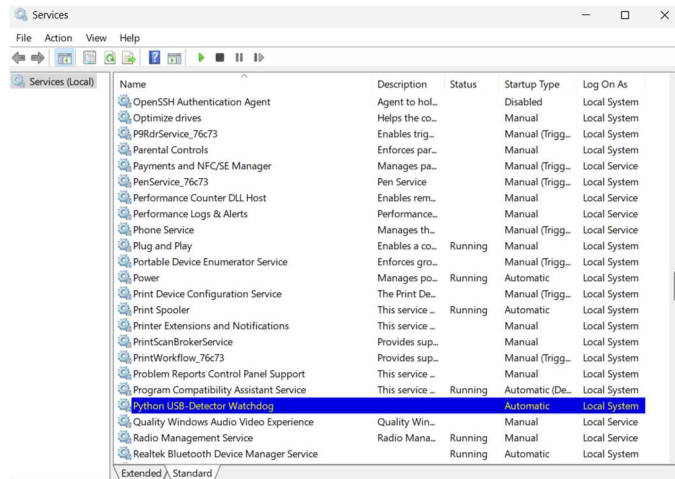 Services
File Action View Help
Services (Local)
Name Description Status Startup Type Log On As
OpenSSH Authentication Agent Agent to hol... Disabled Local System
Optimize drives Helps the co... Manual Local System
P9RdrService_76c73 Enables trig... Manual (Trigg... Local System
Parental Controls Enforces par... Manual Local System
Payments and NFC/SE Manager Manages pa... Manual (Trigg... Local Service
PenService_76c73 Pen Service Manual (Trigg... Local System
Performance Counter DLL Host Enables rem... Manual Local Service
Performance Logs & Alerts Performance... Manual Local Service
Phone Service Manages th... Manual (Trigg... Local Service
Plug and Play Enables a co... Running Manual Local System
Portable Device Enumerator Service Enforces gro... Manual (Trigg... Local System
Power Manages po... Running Automatic Local System
Print Device Configuration Service The Print De... Manual (Trigg... Local System
Print Spooler This service ... Running Automatic Local System
Printer Extensions and Notifications This service ... Manual Local System
PrintScanBrokerService Provides sup... Manual Local System
PrintWorkflow_76c73 Provides sup... Manual (Trigg... Local System
Problem Reports Control Panel Support This service ... Manual Local System
Program Compatibility Assistant Service This service ... Running Automatic (De... Local System
Python USB-Detector Watchdog Automatic Local System
Quality Windows Audio Video Experience Quality Win... Manual Local Service
Radio Management Service Radio Mana... Running Manual Local Service
Realtek Bluetooth Device Manager Service Running Automatic Local System
Extended Standard